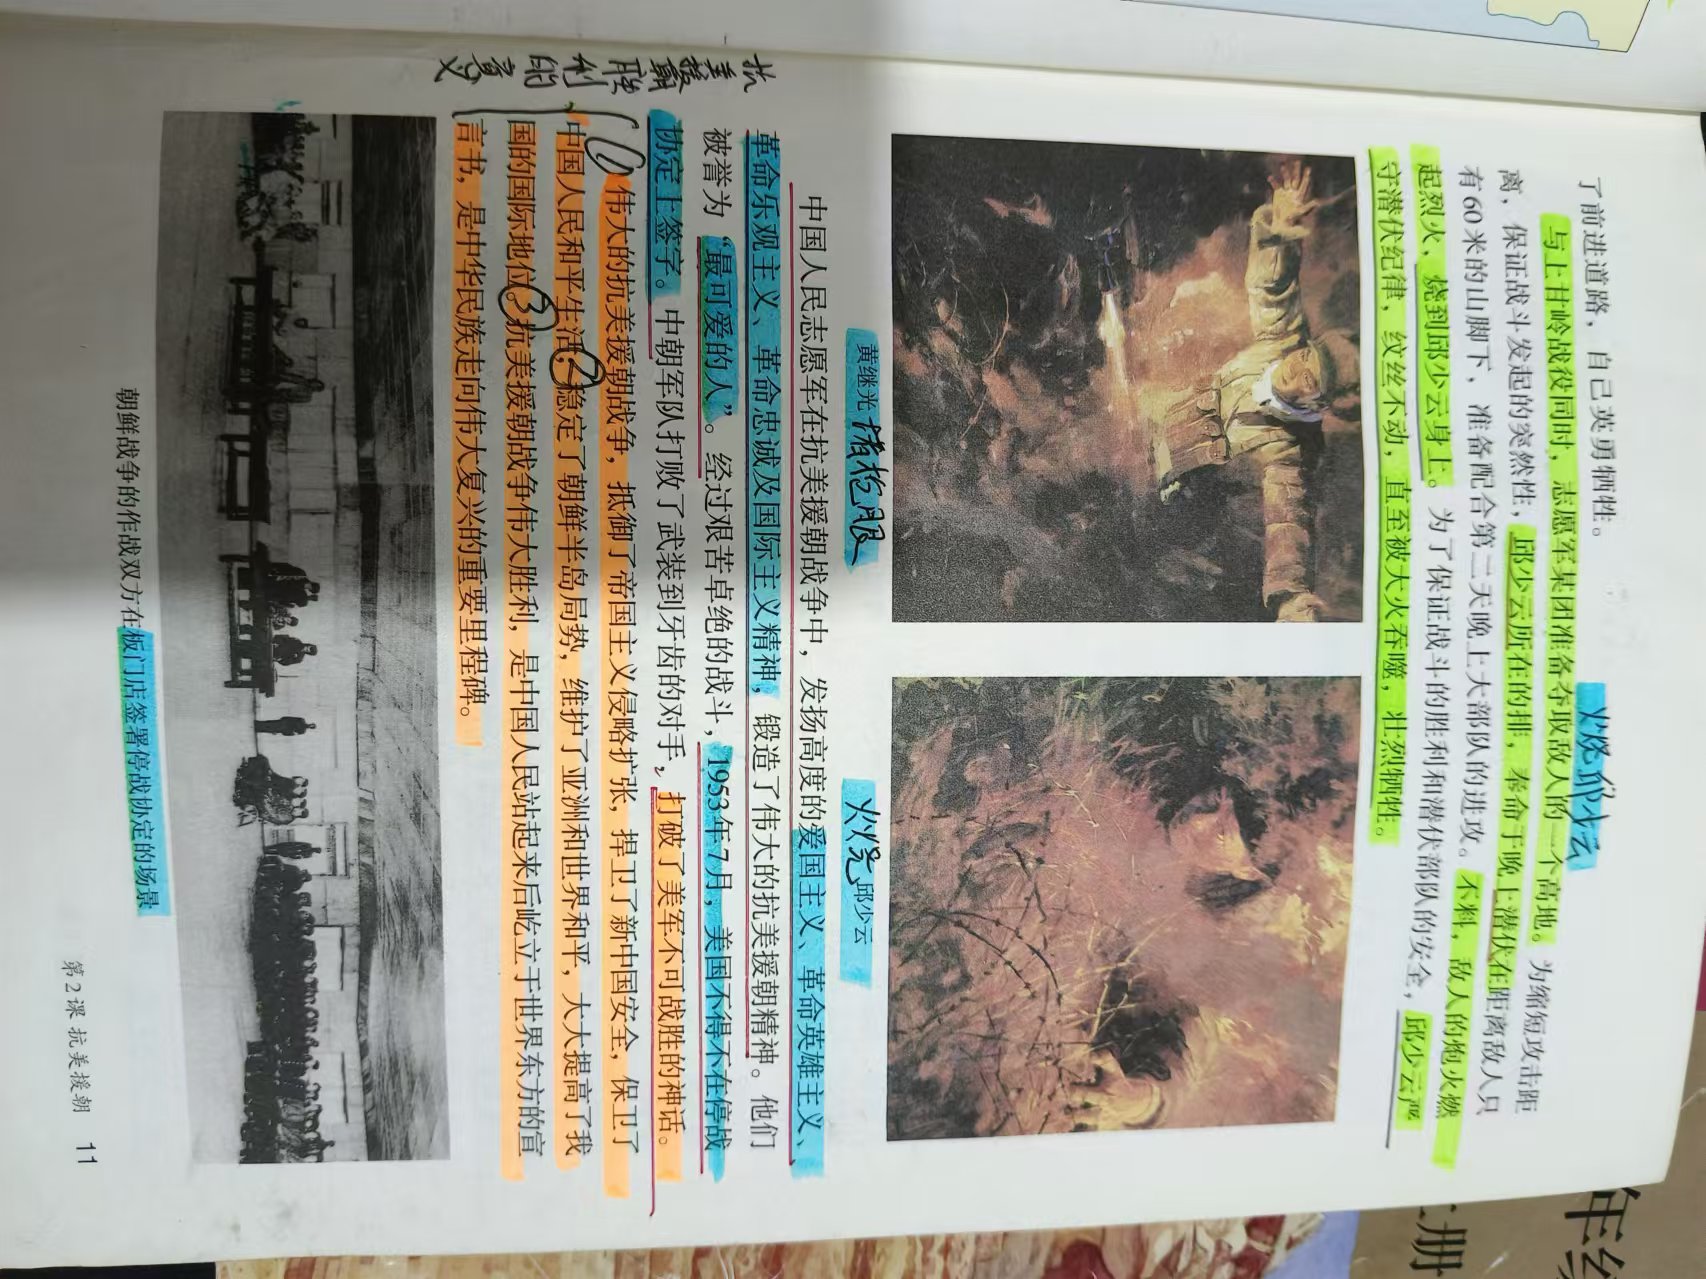 了前进道路，自己英勇牺牲。
火烧邱少云
与上甘岭战役同时，志愿军某团准备夺取敌人的一个高地。为缩短攻击距
离，保证战斗发起的突然性，邱少云所在的排，奉命于晚上潜伏在距离敌人只
有60米的山脚下，准备配合第二天晚上大部队的进攻。不料，敌人的炮火燃
起烈火，烧到邱少云身上。为了保证战斗的胜利和潜伏部队的安全，邱少云严
守潜伏纪律，纹丝不动，直至被大火吞噬，壮烈牺牲。
黄继光 堵枪眼
火烧 邱少云
中国人民志愿军在抗美援朝战争中，发扬高度的爱国主义、革命英雄主义、
革命乐观主义、革命忠诚及国际主义精神，锻造了伟大的抗美援朝精神。他们
被誉为“最可爱的人”。经过艰苦卓绝的战斗，1953年7月，美国不得不在停战
协定上签字。中朝军队打败了武装到牙齿的对手，打破了美军不可战胜的神话。
① 伟大的抗美援朝战争，抵御了帝国主义侵略扩张，捍卫了新中国安全，保卫了
中国人民和平生活，②稳定了朝鲜半岛局势，维护了亚洲和世界和平，大大提高了我
国的国际地位。③抗美援朝战争伟大胜利，是中国人民站起来后屹立于世界东方的宣
言书，是中华民族走向伟大复兴的重要里程碑。
抗美援朝胜利的意义
朝鲜战争的作战双方在板门店签署停战协定的场景
第2课 抗美援朝 11
年级
上册